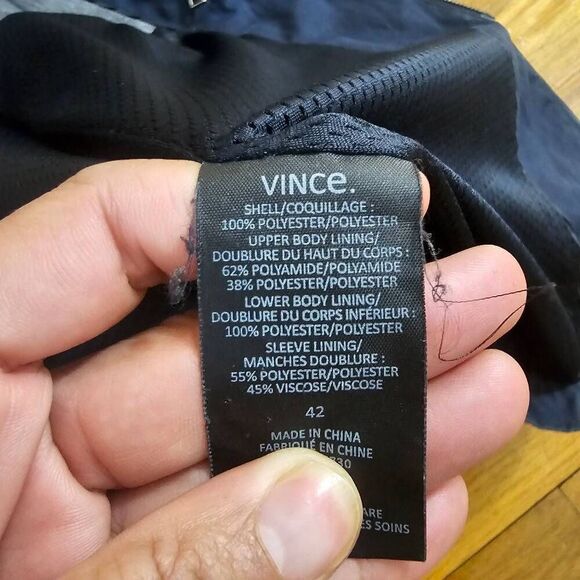 VINCe.
SHELL/COQUILLAGE :
100% POLYESTER/POLYESTER
UPPER BODY LINING/
DOUBLURE DU HAUT DU CORPS :
62% POLYAMIDE/POLYAMIDE
38% POLYESTER/POLYESTER
LOWER BODY LINING/
DOUBLURE DU CORPS INFÉRIEUR :
100% POLYESTER/POLYESTER
SLEEVE LINING/
MANCHES DOUBLURE :
55% POLYESTER/POLYESTER
45% VISCOSE/VISCOSE
42
MADE IN CHINA
FABRIQUÉ EN CHINE
SOINS